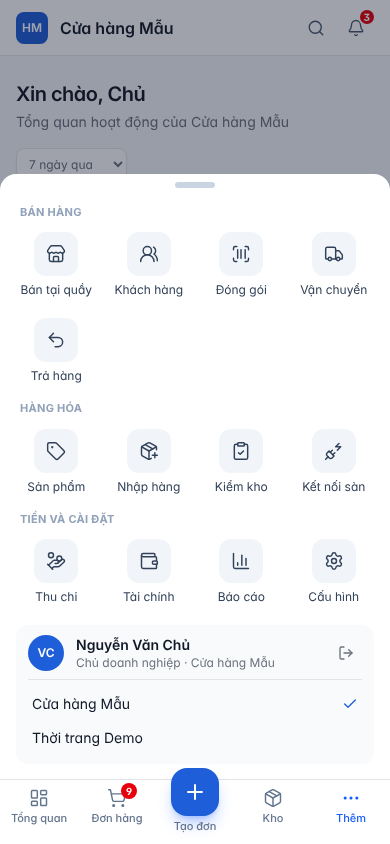 HM
Cửa hàng Mẫu
3
Xin chào, Chủ
Tổng quan hoạt động của Cửa hàng Mẫu
7 ngày qua
BÁN HÀNG
Bán tại quầy
Khách hàng
Đóng gói
Vận chuyển
Trả hàng
HÀNG HÓA
Sản phẩm
Nhập hàng
Kiểm kho
Kết nối sàn
TIỀN VÀ CÀI ĐẶT
Thu chi
Tài chính
Báo cáo
Cấu hình
VC
Nguyễn Văn Chủ
Chủ doanh nghiệp · Cửa hàng Mẫu
Cửa hàng Mẫu
Thời trang Demo
9
Tổng quan
Đơn hàng
Tạo đơn
Kho
Thêm